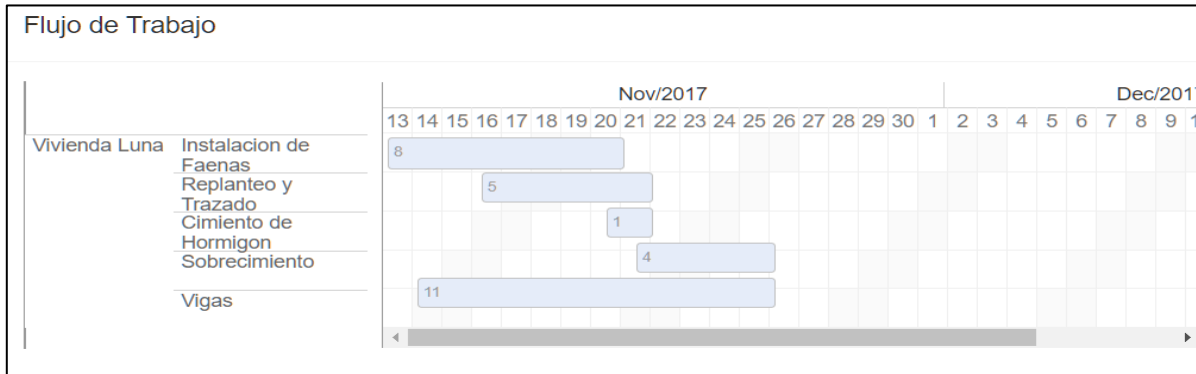 Flujo de Trabajo
Nov/2017
Dec/201
13 14 15 16 17 18 19 20 21 22 23 24 25 26 27 28 29 30 1 2 3 4 5 6 7 8 9 1
Vivienda Luna
Instalacion de
Faenas
8
Replanteo y
Trazado
5
Cimiento de
Hormigon
1
Sobrecimiento
4
Vigas
11